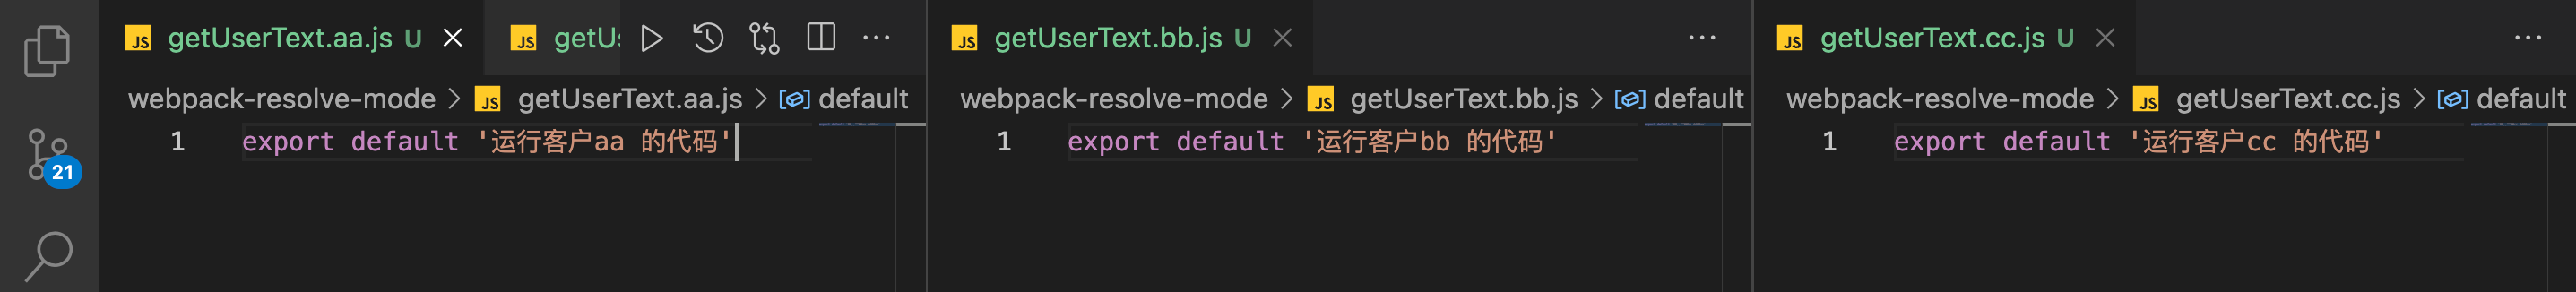 JS getUserText.aa.js U
JS getUs
webpack-resolve-mode > JS getUserText.aa.js > default
1 export default '运行客户aa 的代码'
21
JS getUserText.bb.js U
webpack-resolve-mode > JS getUserText.bb.js > default
1 export default '运行客户bb 的代码'
JS getUserText.cc.js U
webpack-resolve-mode > JS getUserText.cc.js > default
1 export default '运行客户cc 的代码'